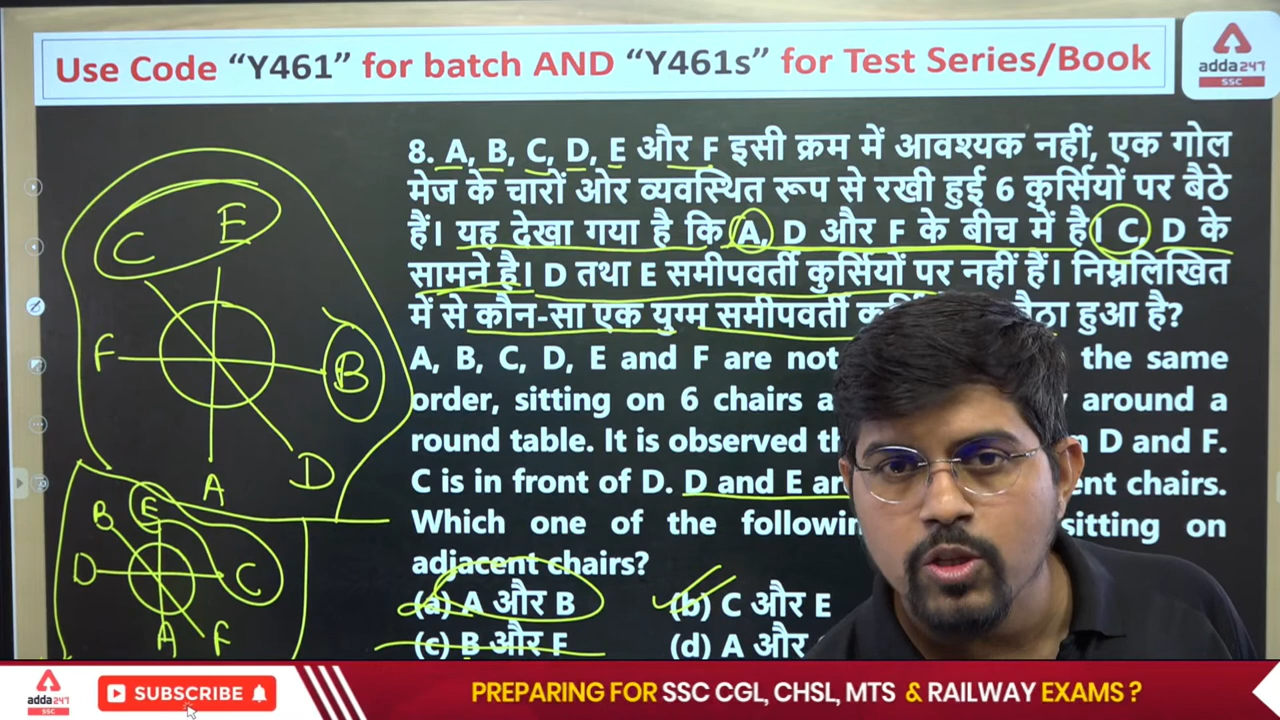 Use Code “Y461” for batch AND “Y461s” for Test Series/Book
adda247
SSC
8. A, B, C, D, E और F इसी क्रम में आवश्यक नहीं, एक गोल
मेज के चारों ओर व्यवस्थित रूप से रखी हुई 6 कुर्सियों पर बैठे
हैं। यह देखा गया है कि A, D और F के बीच में है। C, D के
सामने है। D तथा E समीपवर्ती कुर्सियों पर नहीं हैं। निम्नलिखित
में से कौन-सा एक युग्म समीपवर्ती हुआ है?
A, B, C, D, E and F are not the same
order, sitting on 6 chairs around a
round table. It is observed D and F.
C is in front of D. D and E chairs.
Which one of the sitting on
adjacent chairs?
(a) A और B (b) C और E
(c) B और F (d) A और
C E
F B
A D
B E
D C
A F
adda247
SSC
SUBSCRIBE
PREPARING FOR SSC CGL, CHSL, MTS & RAILWAY EXAMS ?